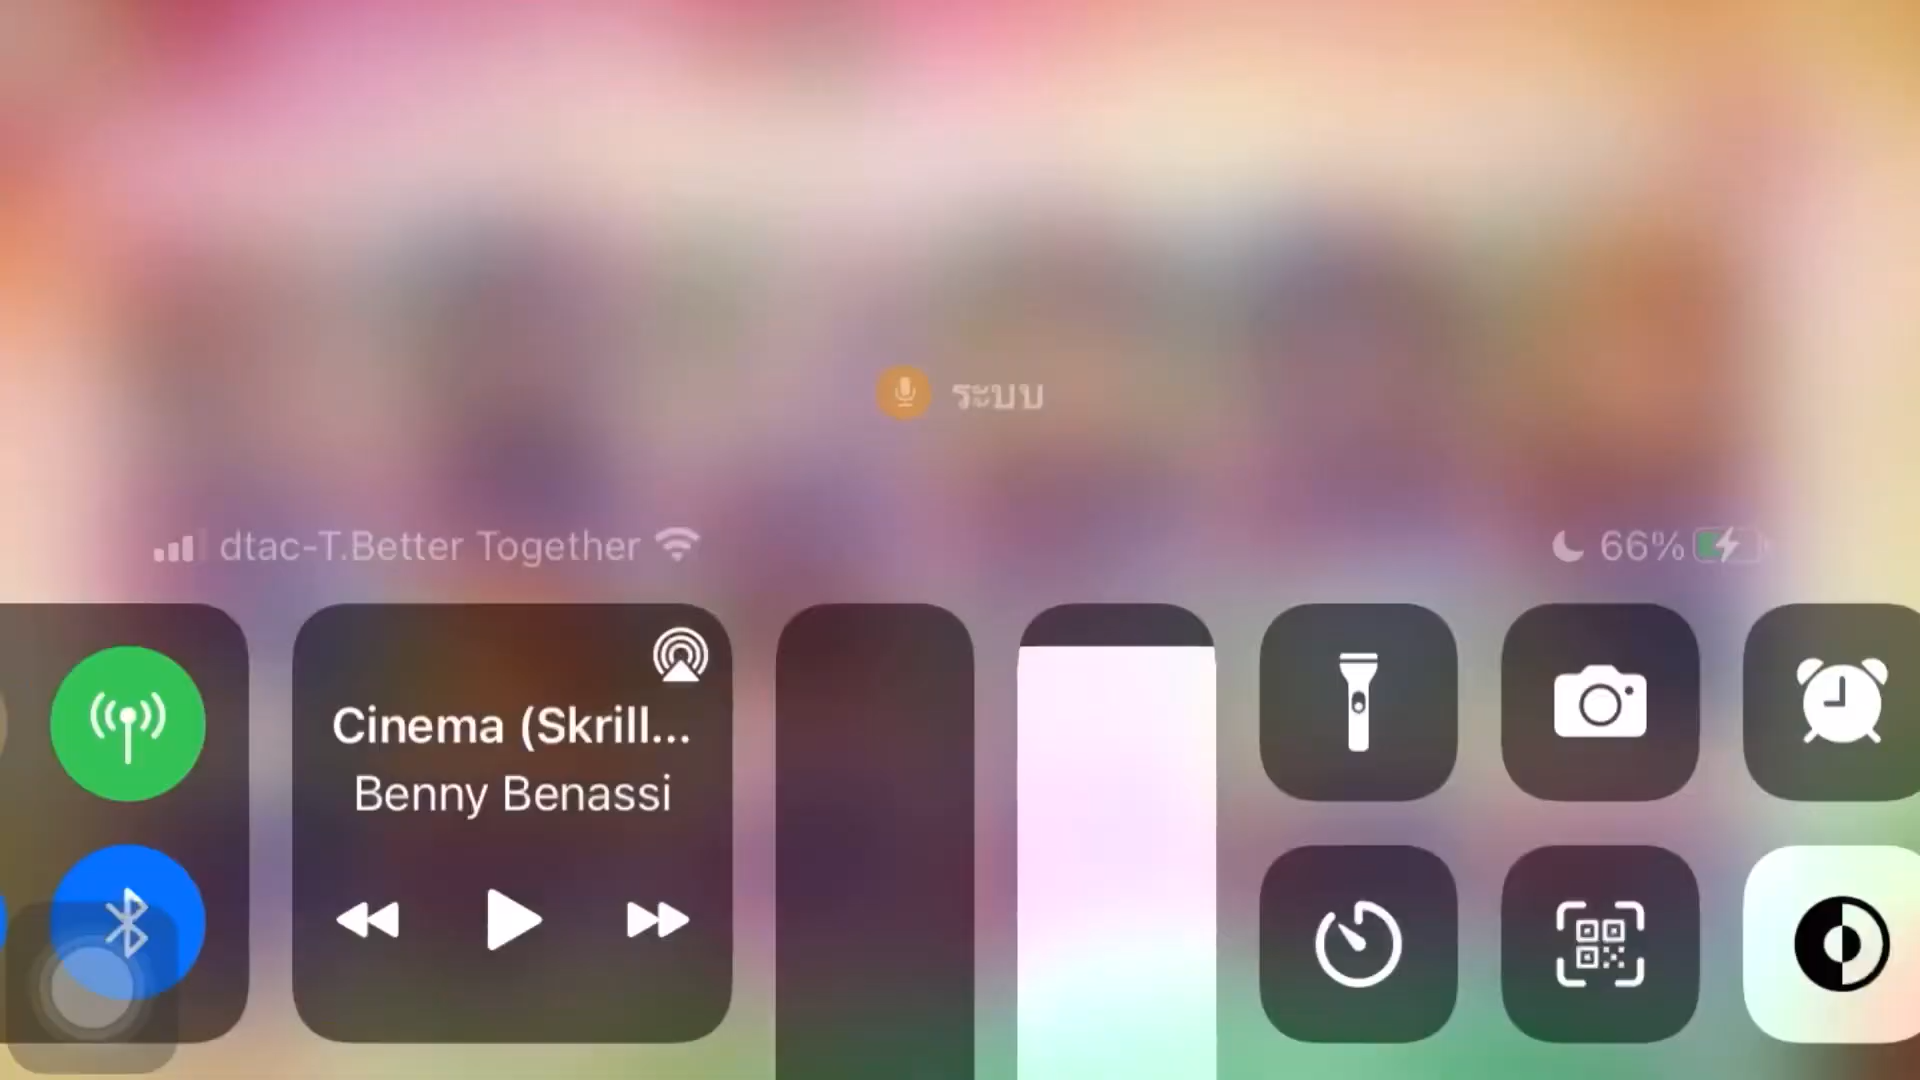 ระบบ
dtac-T.Better Together
66%
Cinema (Skrill...
Benny Benassi